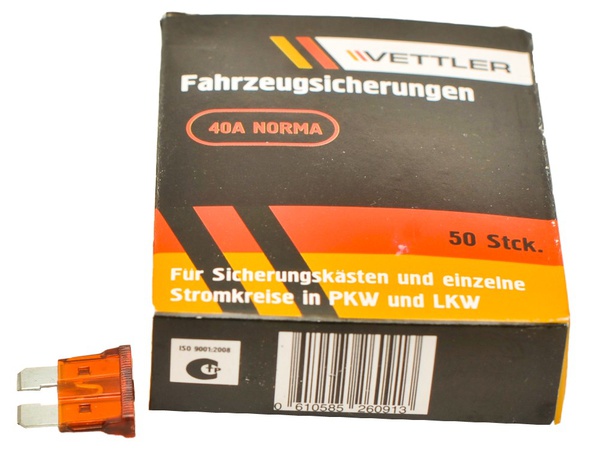 VETTLER
Fahrzeugsicherungen
40A NORMA
50 Stck.
Fur Sicherungskästen und einzelne
Stromkreise in PKW und LKW
ISO 9001:2008
0 610585 260913